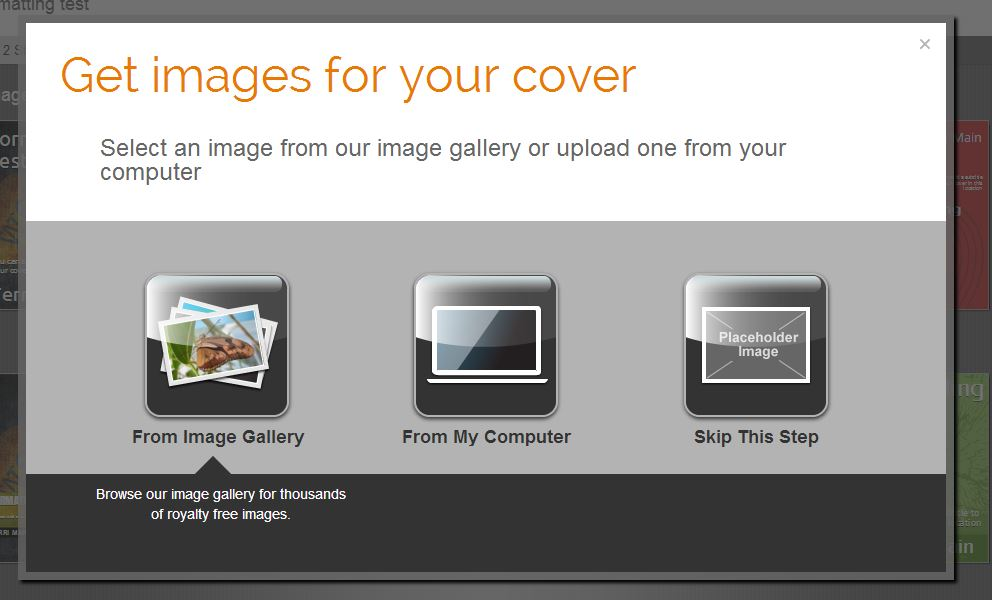 matting test
×
Get images for your cover
Select an image from our image gallery or upload one from your
computer
Placeholder
Image
From Image Gallery
From My Computer
Skip This Step
Browse our image gallery for thousands
of royalty free images.
Main